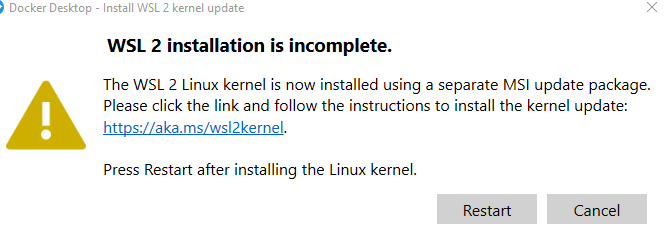 Docker Desktop - Install WSL 2 kernel update
WSL 2 installation is incomplete.
The WSL 2 Linux kernel is now installed using a separate MSI update package.
Please click the link and follow the instructions to install the kernel update:
https://aka.ms/wsl2kernel.
Press Restart after installing the Linux kernel.
Restart
Cancel